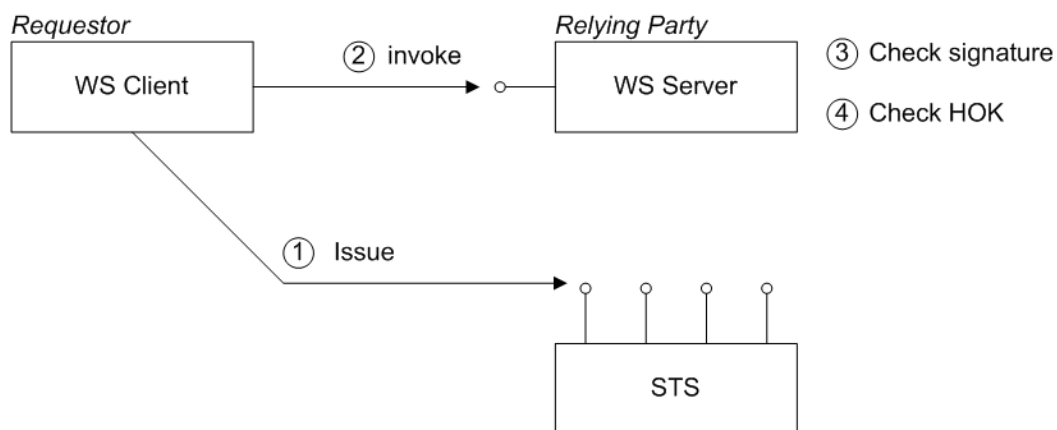 Requestor
Relying Party
WS Client
2 invoke
WS Server
3 Check signature
4 Check HOK
1 Issue
STS